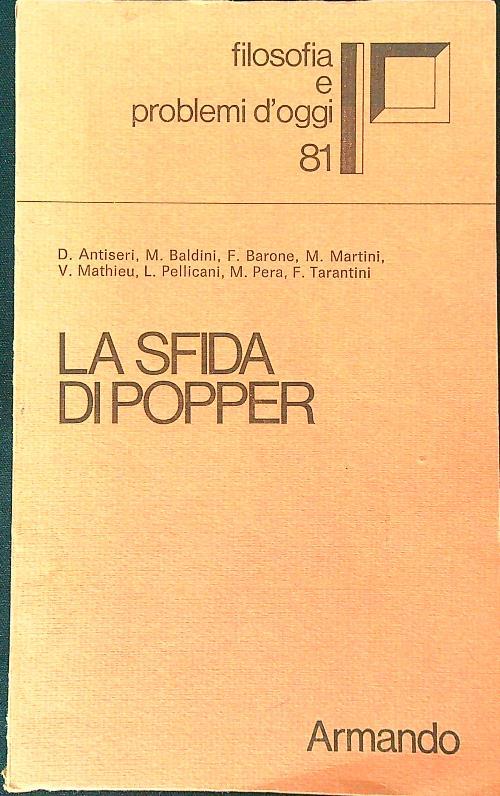 filosofia
e
problemi d'oggi
81
D. Antiseri, M. Baldini, F. Barone, M. Martini,
V. Mathieu, L. Pellicani, M. Pera, F. Tarantini
LA SFIDA
DI POPPER
Armando